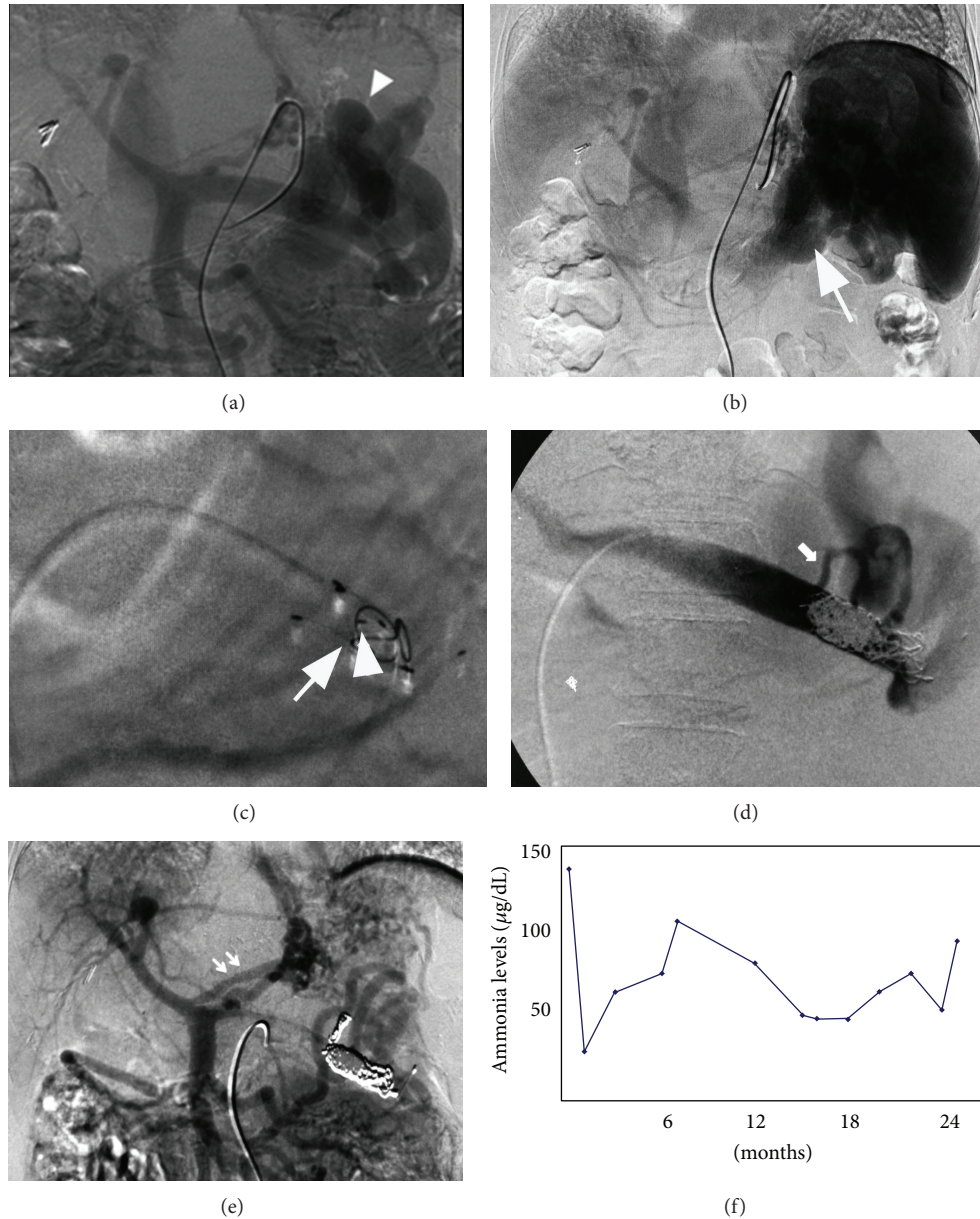 (a)
(b)
(c)
(d)
(e)
150
100
50
Ammonia levels (μg/dL)
6 12 18 24
(months)
(f)